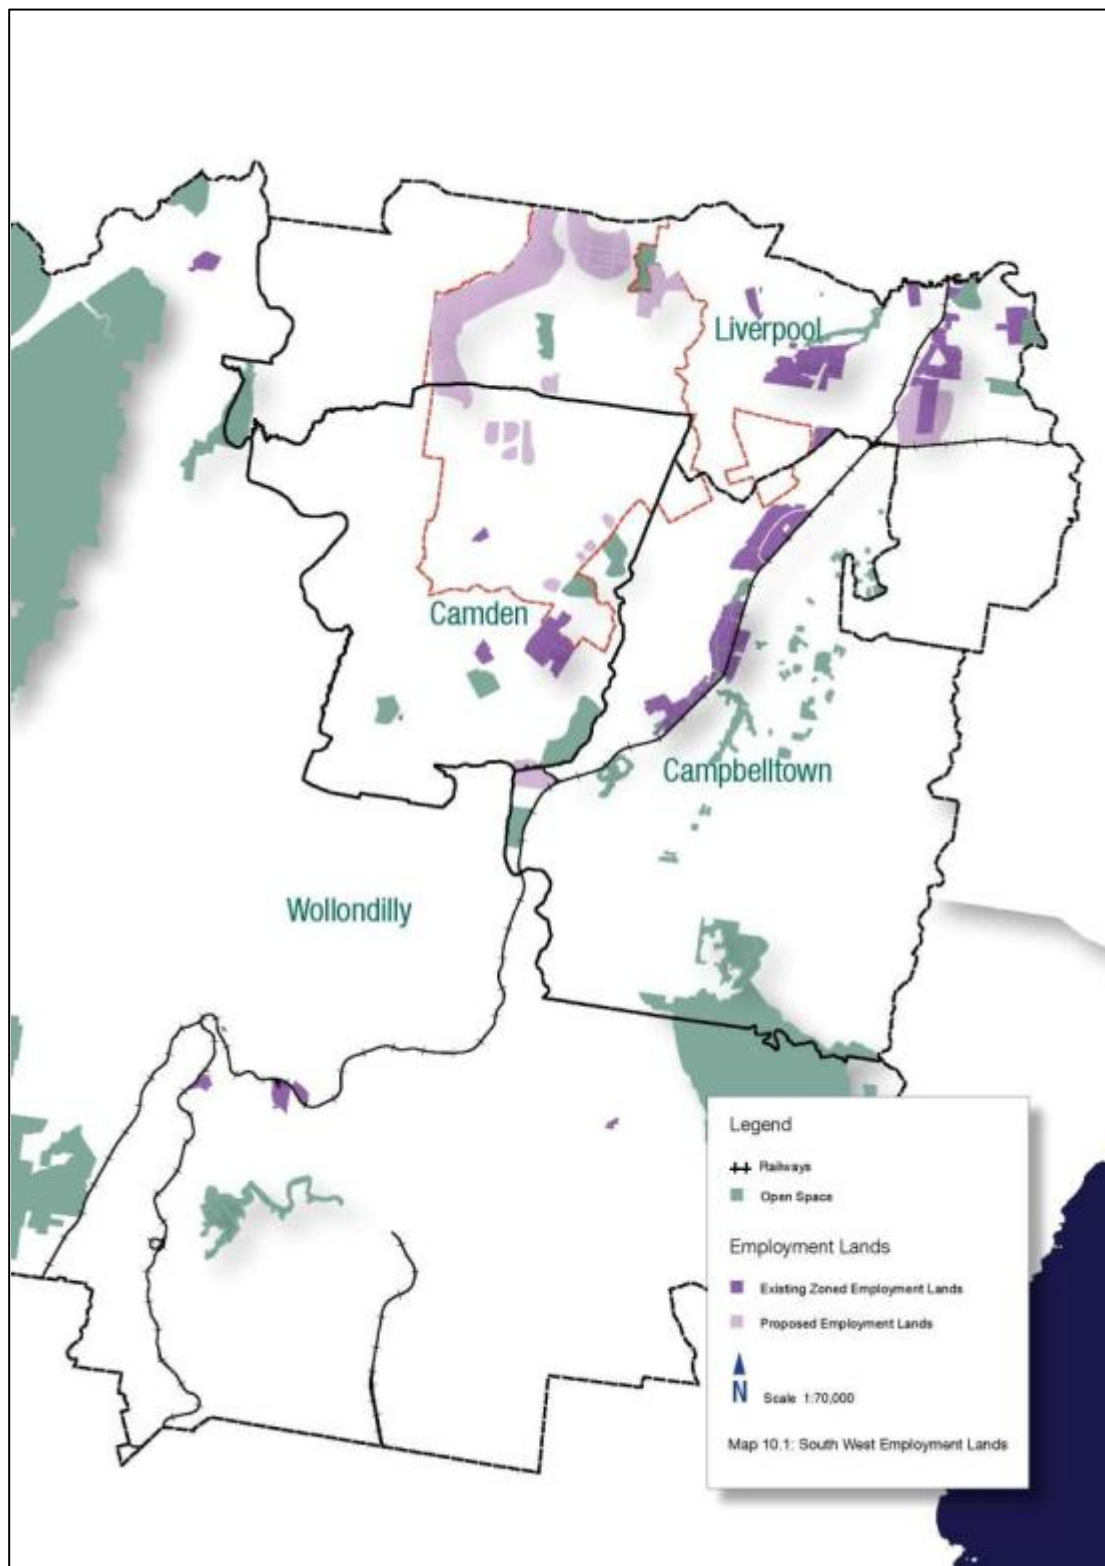 Liverpool
Camden
Campbelltown
Wollondilly
Legend
Railways
Open Space
Employment Lands
Existing Zoned Employment Lands
Proposed Employment Lands
N
Scale 1:70,000
Map 10.1: South West Employment Lands